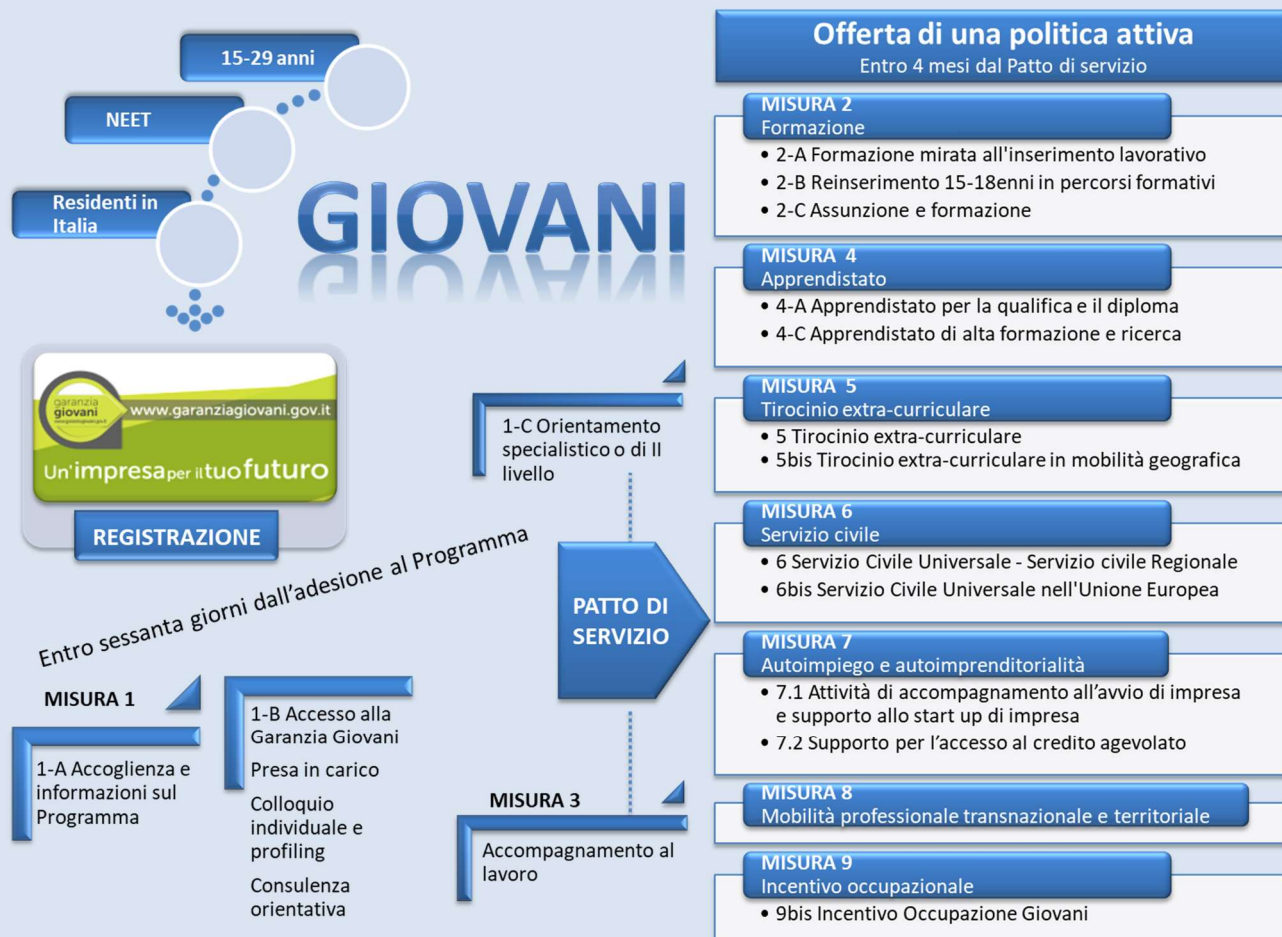 15-29 anni
NEET
Residenti in
Italia
GIOVANI
garanzia
giovani
www.garanziagiovani.gov.it
Un'impresa per il tuo futuro
REGISTRAZIONE
Entro sessanta giorni dall'adesione al Programma
MISURA 1
1-A Accoglienza e
informazioni sul
Programma
1-B Accesso alla
Garanzia Giovani
Presa in carico
Colloquio
individuale e
profiling
Consulenza
orientativa
1-C Orientamento
specialistico o di II
livello
PATTO DI
SERVIZIO
MISURA 3
Accompagnamento al
lavoro
Offerta di una politica attiva
Entro 4 mesi dal Patto di servizio
MISURA 2
Formazione
• 2-A Formazione mirata all'inserimento lavorativo
• 2-B Reinserimento 15-18enni in percorsi formativi
• 2-C Assunzione e formazione
MISURA 4
Apprendistato
• 4-A Apprendistato per la qualifica e il diploma
• 4-C Apprendistato di alta formazione e ricerca
MISURA 5
Tirocinio extra-curriculare
• 5 Tirocinio extra-curriculare
• 5bis Tirocinio extra-curriculare in mobilità geografica
MISURA 6
Servizio civile
• 6 Servizio Civile Universale - Servizio civile Regionale
• 6bis Servizio Civile Universale nell'Unione Europea
MISURA 7
Autoimpiego e autoimprenditorialità
• 7.1 Attività di accompagnamento all’avvio di impresa
e supporto allo start up di impresa
• 7.2 Supporto per l’accesso al credito agevolato
MISURA 8
Mobilità professionale transnazionale e territoriale
MISURA 9
Incentivo occupazionale
• 9bis Incentivo Occupazione Giovani